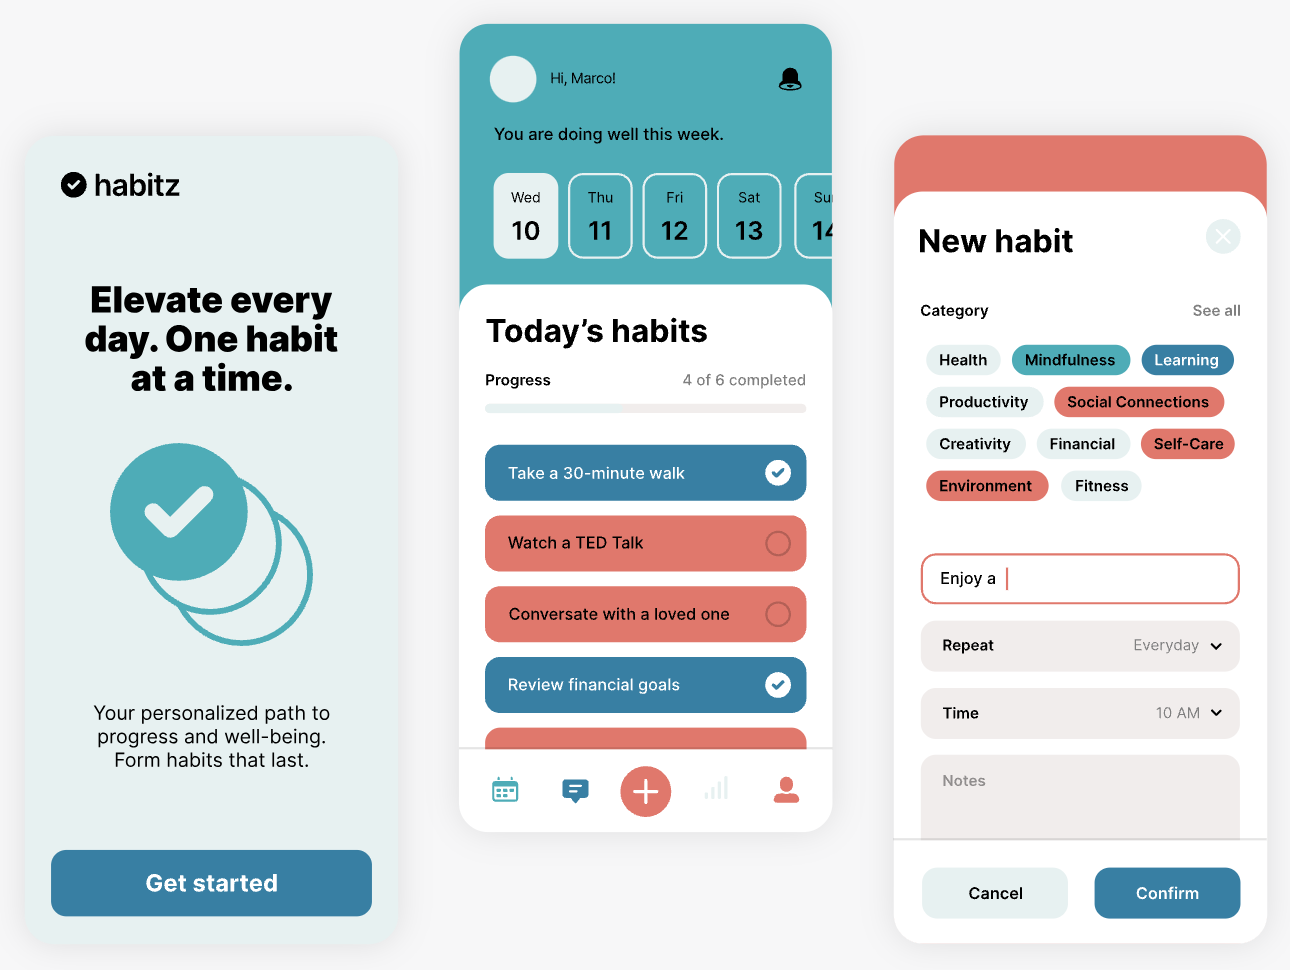 habitz
Elevate every
day. One habit
at a time.
Your personalized path to
progress and well-being.
Form habits that last.
Get started
Hi, Marco!
You are doing well this week.
Wed Thu Fri Sat
10 11 12 13
Today’s habits
Progress 4 of 6 completed
Take a 30-minute walk
Watch a TED Talk
Conversate with a loved one
Review financial goals
New habit
Category See all
Health Mindfulness Learning
Productivity Social Connections
Creativity Financial Self-Care
Environment Fitness
Enjoy a
Repeat Everyday
Time 10 AM
Notes
Cancel Confirm